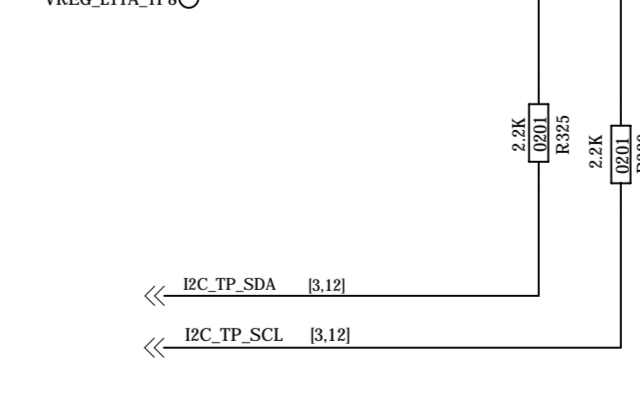 2.2K
0201
R325
2.2K
0201
I2C_TP_SDA [3,12]
I2C_TP_SCL [3,12]